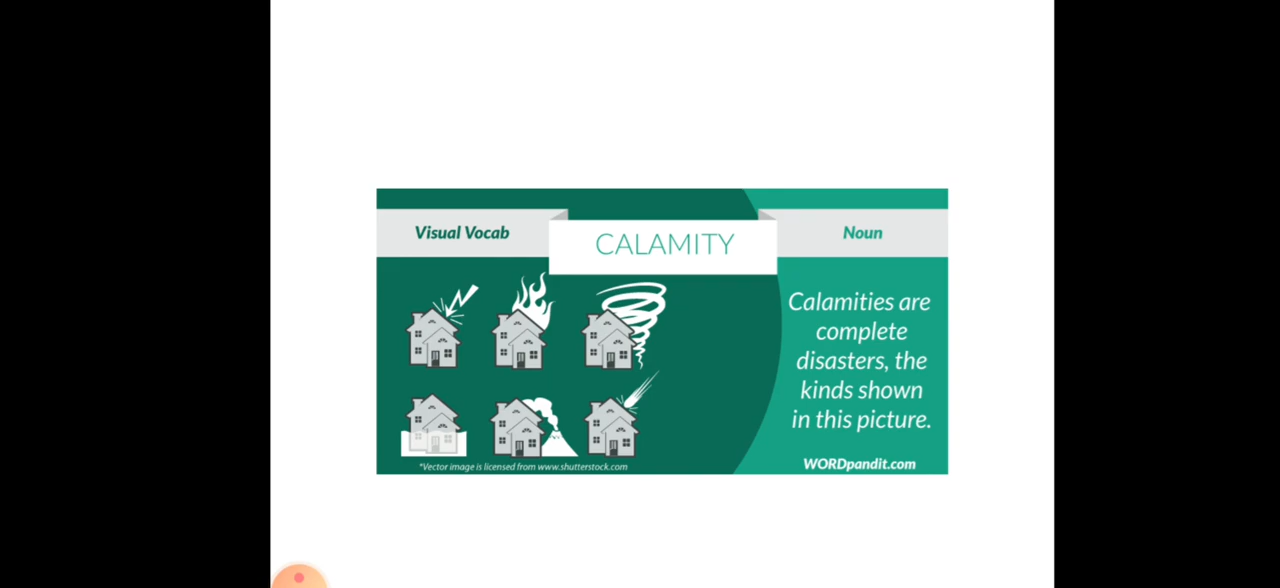 Visual Vocab
CALAMITY
Noun
Calamities are
complete
disasters, the
kinds shown
in this picture.
*Vector image is licensed from www.shutterstock.com
WORDpandit.com